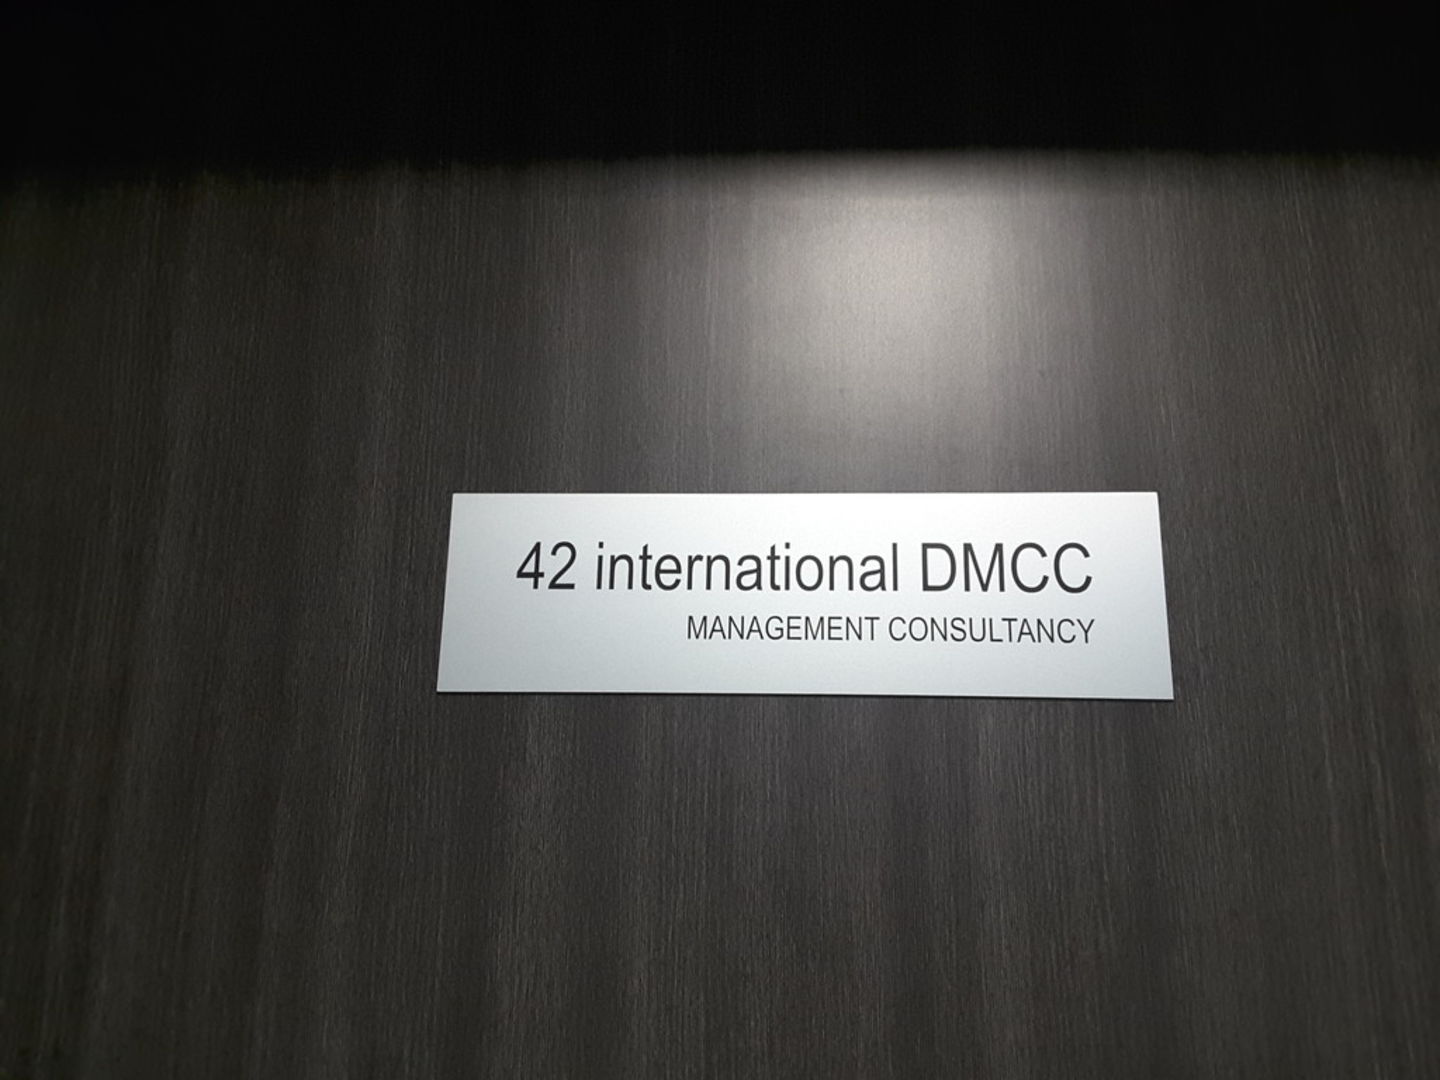 42 international DMCC
MANAGEMENT CONSULTANCY